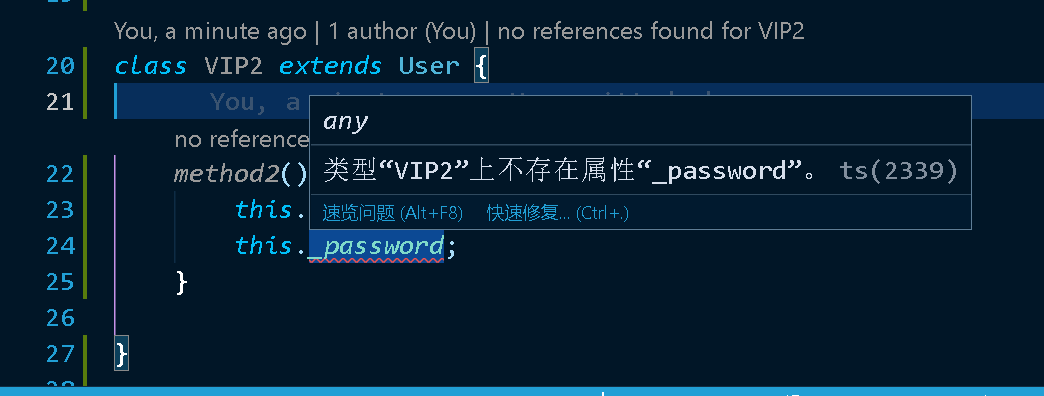 You, a minute ago | 1 author (You) | no references found for VIP2
20 class VIP2 extends User {
21 You, a
any
no reference
类型“VIP2”上不存在属性“_password”。 ts(2339)
22 method2()
23 this.
速览问题 (Alt+F8) 快速修复... (Ctrl+.)
24 this._password;
25 }
26
27 }